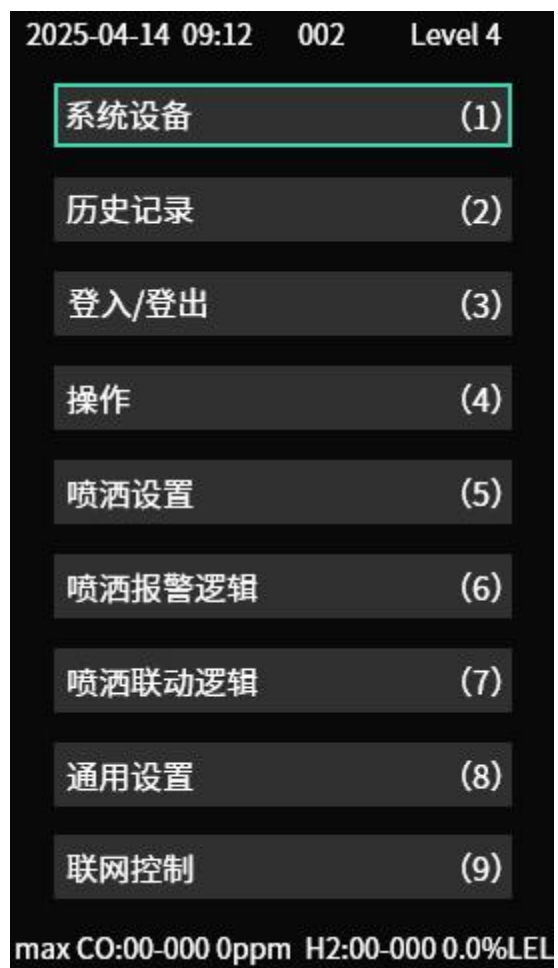 2025-04-14 09:12 002 Level 4
系统设备 (1)
历史记录 (2)
登入/登出 (3)
操作 (4)
喷洒设置 (5)
喷洒报警逻辑 (6)
喷洒联动逻辑 (7)
通用设置 (8)
联网控制 (9)
max CO:00-000 0ppm H2:00-000 0.0%LEL